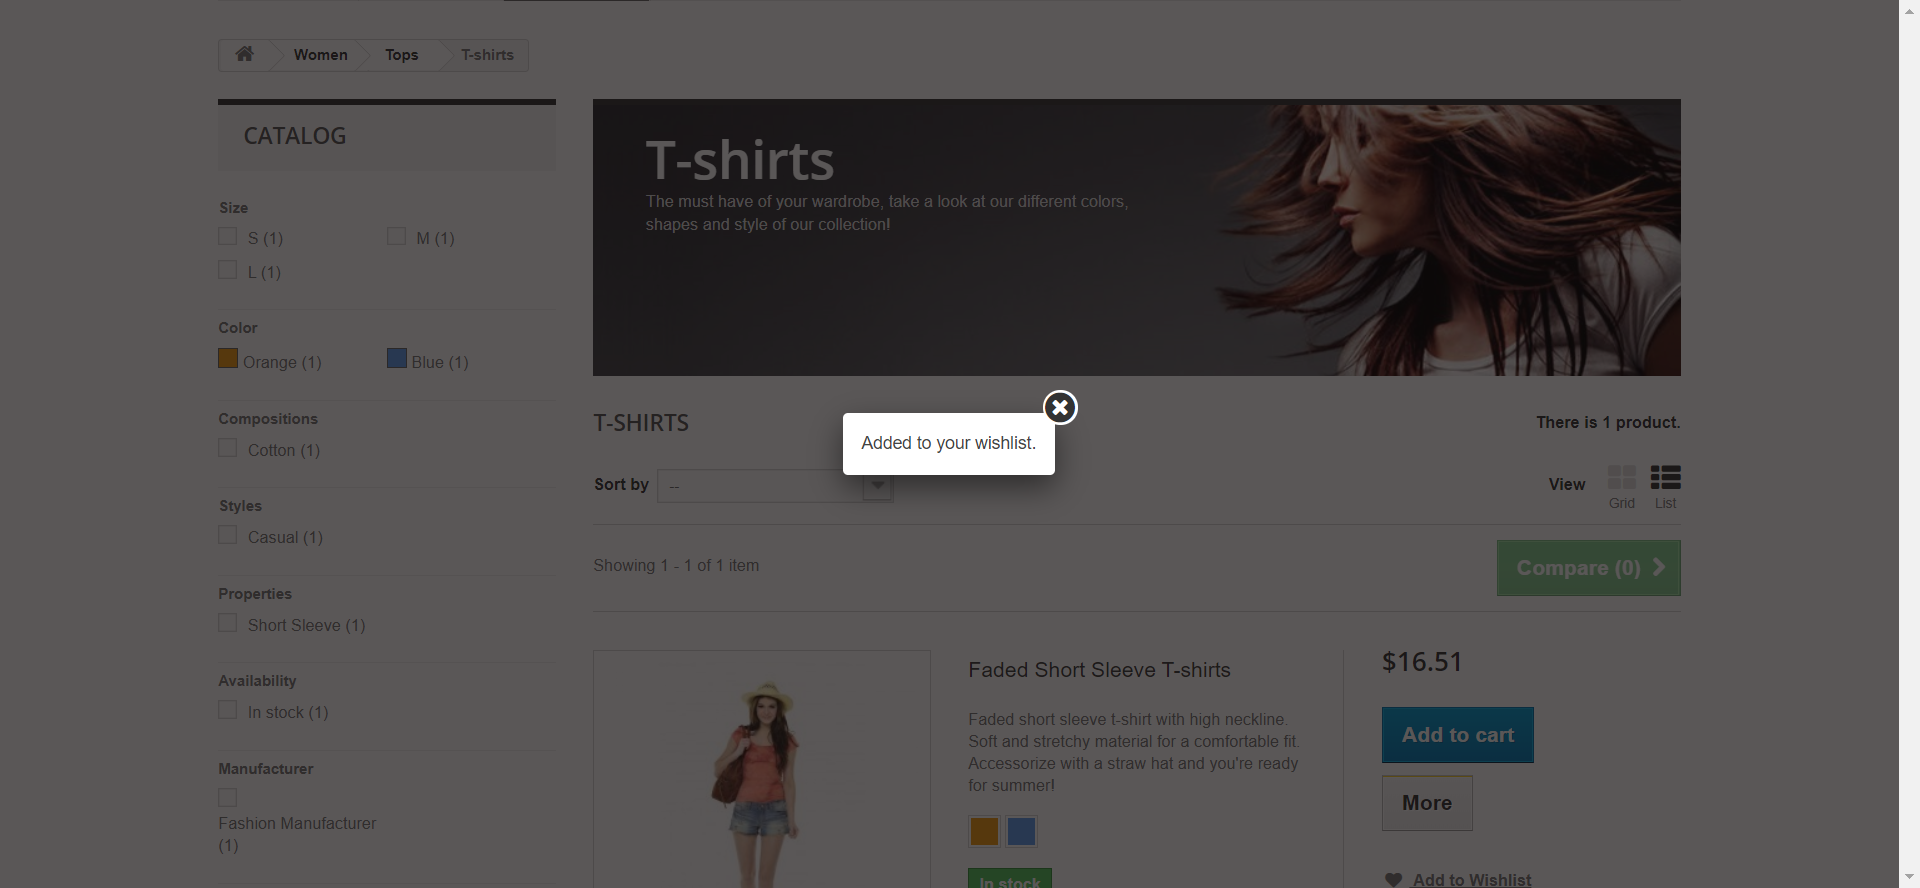 Women
Tops
T-shirts
CATALOG
Size
S (1)
M (1)
L (1)
Color
Orange (1)
Blue (1)
Compositions
Cotton (1)
Styles
Casual (1)
Properties
Short Sleeve (1)
Availability
In stock (1)
Manufacturer
Fashion Manufacturer
(1)
T-shirts
The must have of your wardrobe, take a look at our different colors,
shapes and style of our collection!
T-SHIRTS
There is 1 product.
Added to your wishlist.
Sort by
--
View
Grid
List
Showing 1 - 1 of 1 item
Compare (0)
Faded Short Sleeve T-shirts
Faded short sleeve t-shirt with high neckline.
Soft and stretchy material for a comfortable fit.
Accessorize with a straw hat and you're ready
for summer!
In stock
$16.51
Add to cart
More
Add to Wishlist